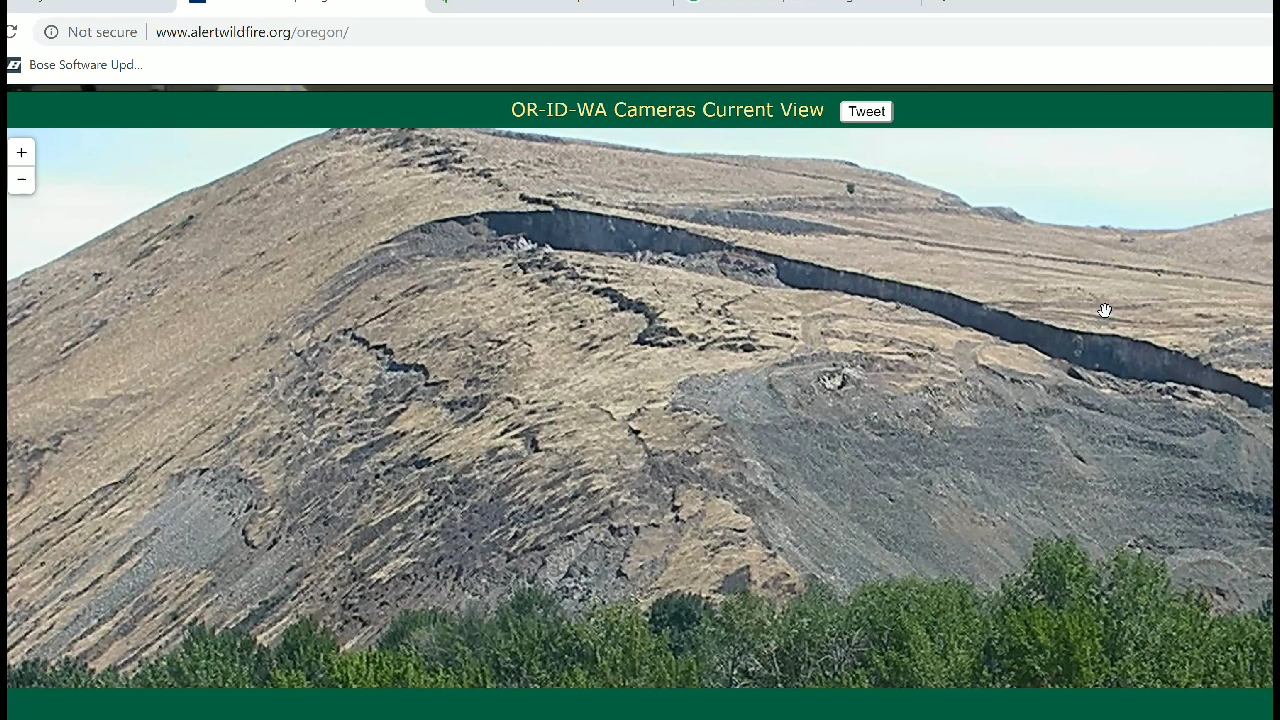 Not secure www.alertwildfire.org/oregon/
Bose Software Upd...
OR-ID-WA Cameras Current View Tweet
+
−